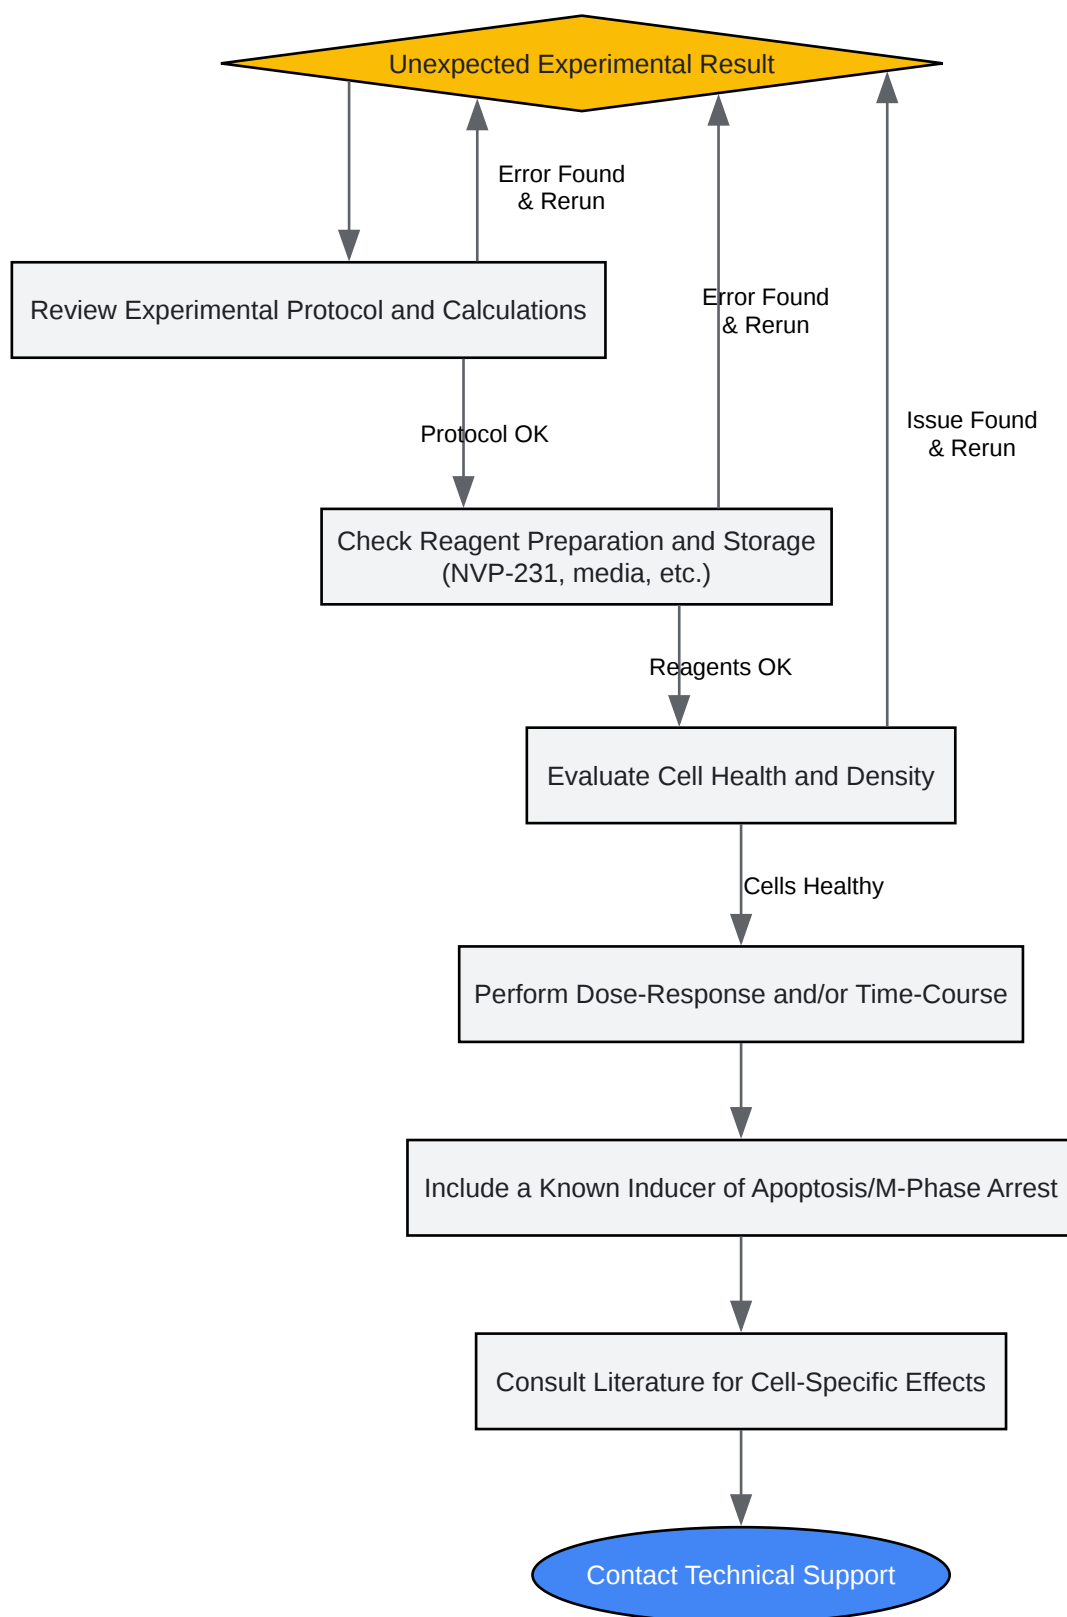 Unexpected Experimental Result
Error Found
& Rerun
Review Experimental Protocol and Calculations
Error Found
& Rerun
Protocol OK
Issue Found
& Rerun
Check Reagent Preparation and Storage
(NVP-231, media, etc.)
Reagents OK
Evaluate Cell Health and Density
Cells Healthy
Perform Dose-Response and/or Time-Course
Include a Known Inducer of Apoptosis/M-Phase Arrest
Consult Literature for Cell-Specific Effects
Contact Technical Support